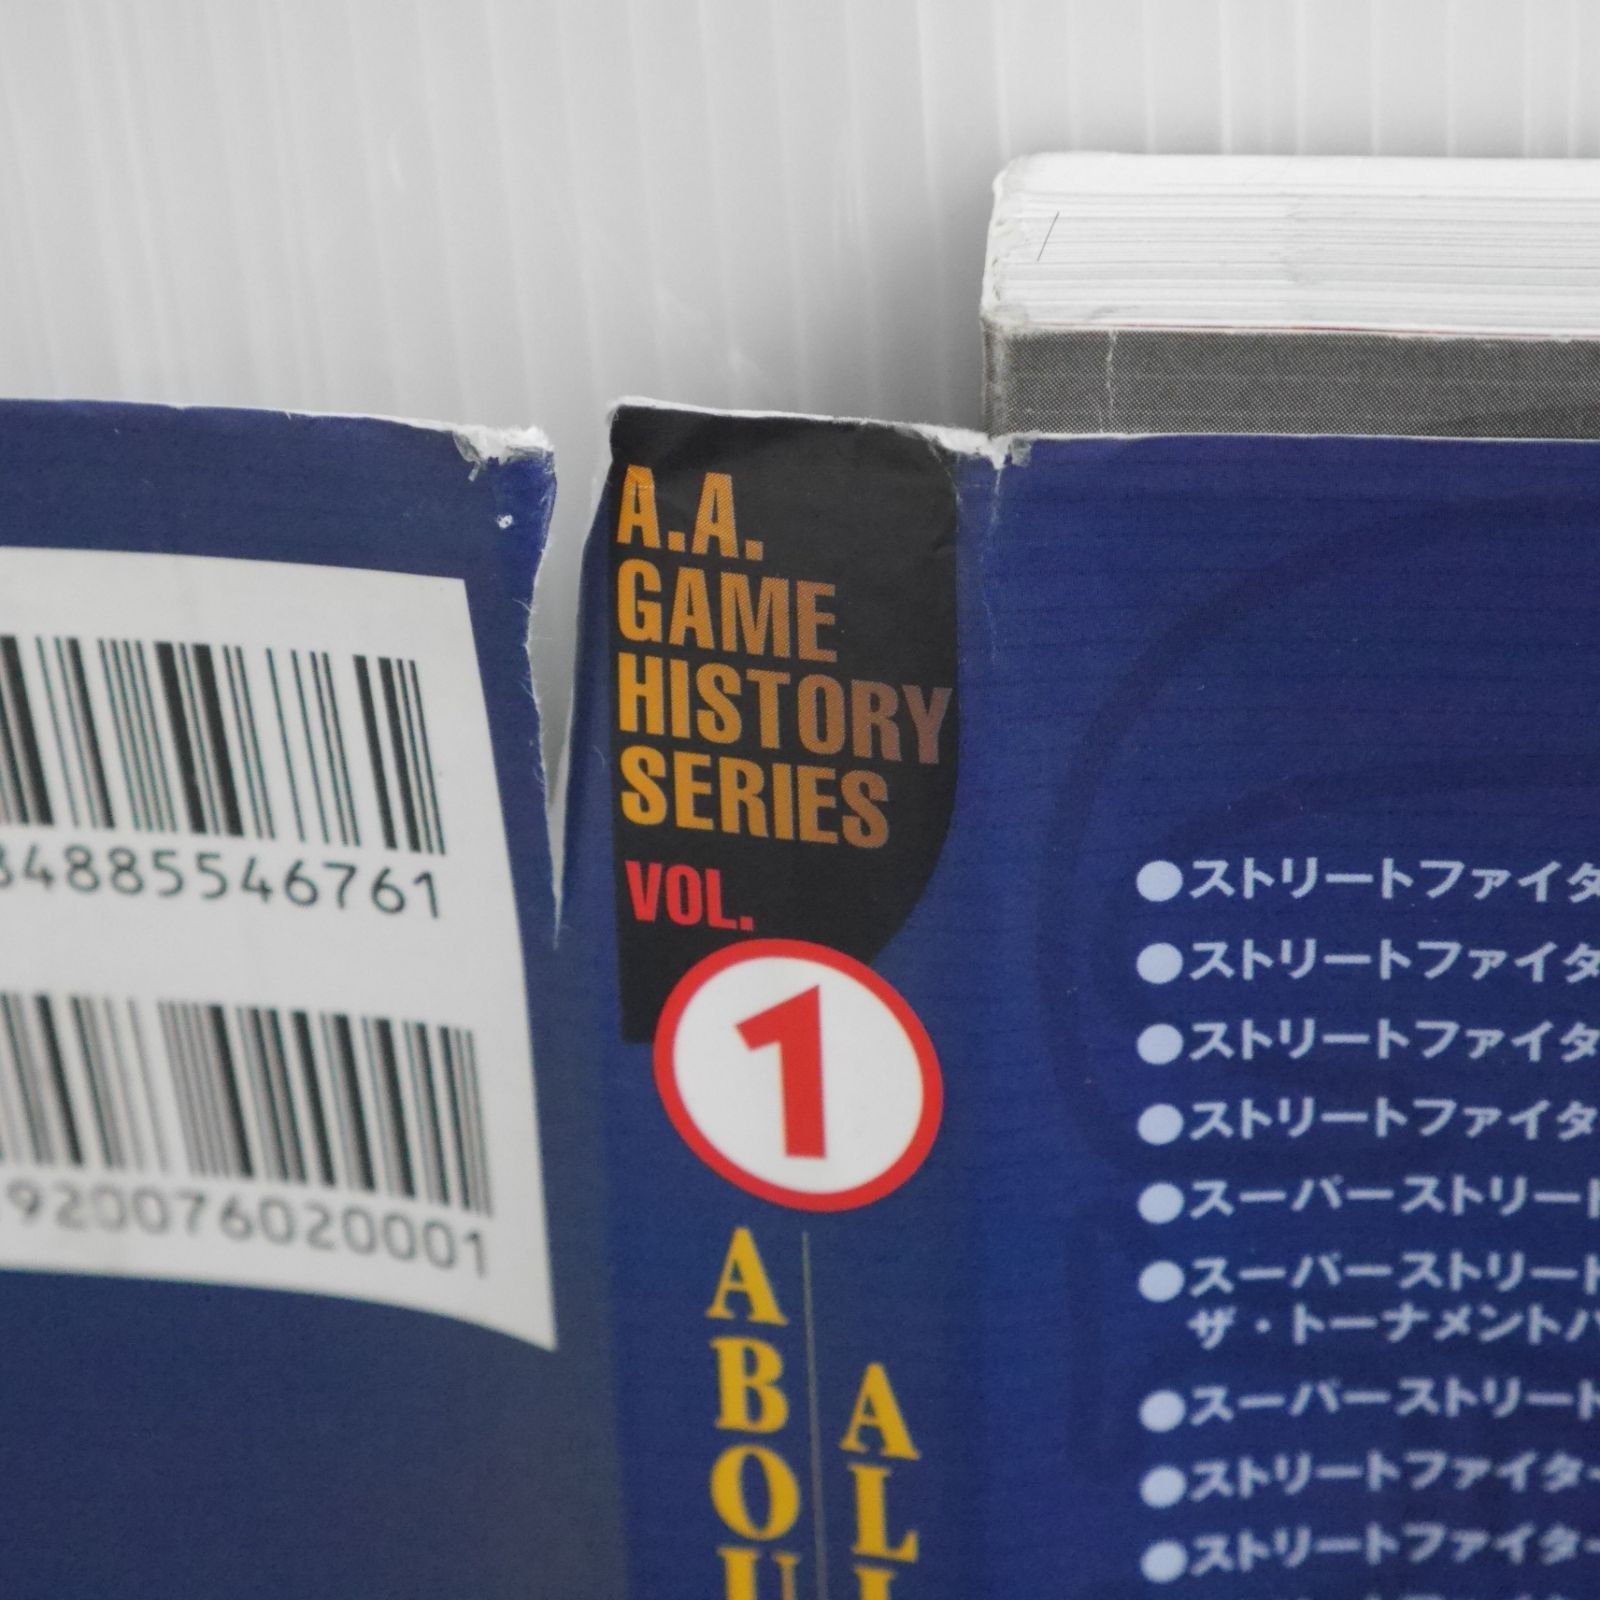 84885546761
920076020001
A.A.
GAME
HISTORY
SERIES
VOL.
1
ABOU
ALL
●ストリートファイタ
●ストリートファイタ
●ストリートファイタ
●ストリートファイタ
●スーパーストリート
●スーパーストリート
ザ・トーナメントバ
●スーパーストリート
●ストリートファイター
●ストリートファイター